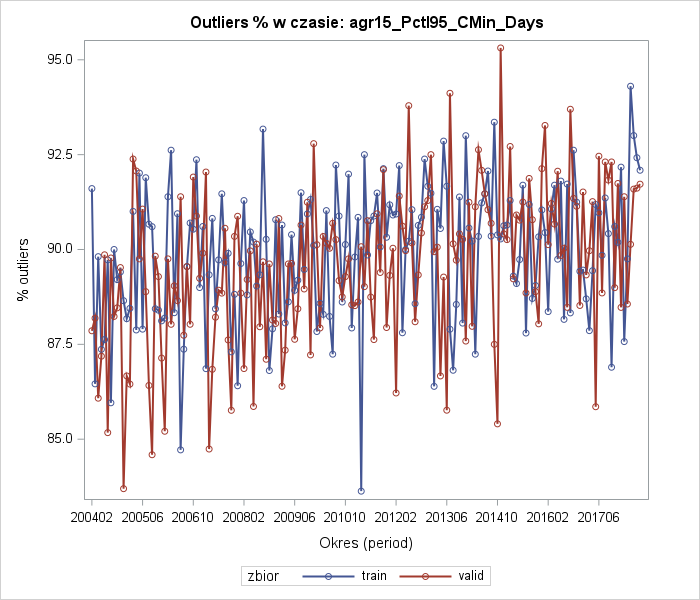 Outliers % w czasie: agr15_Pctl95_CMin_Days
95.0
92.5
90.0
87.5
85.0
% outliers
200402 200506 200610 200802 200906 201010 201202 201306 201410 201602 201706
Okres (period)
zbior train valid